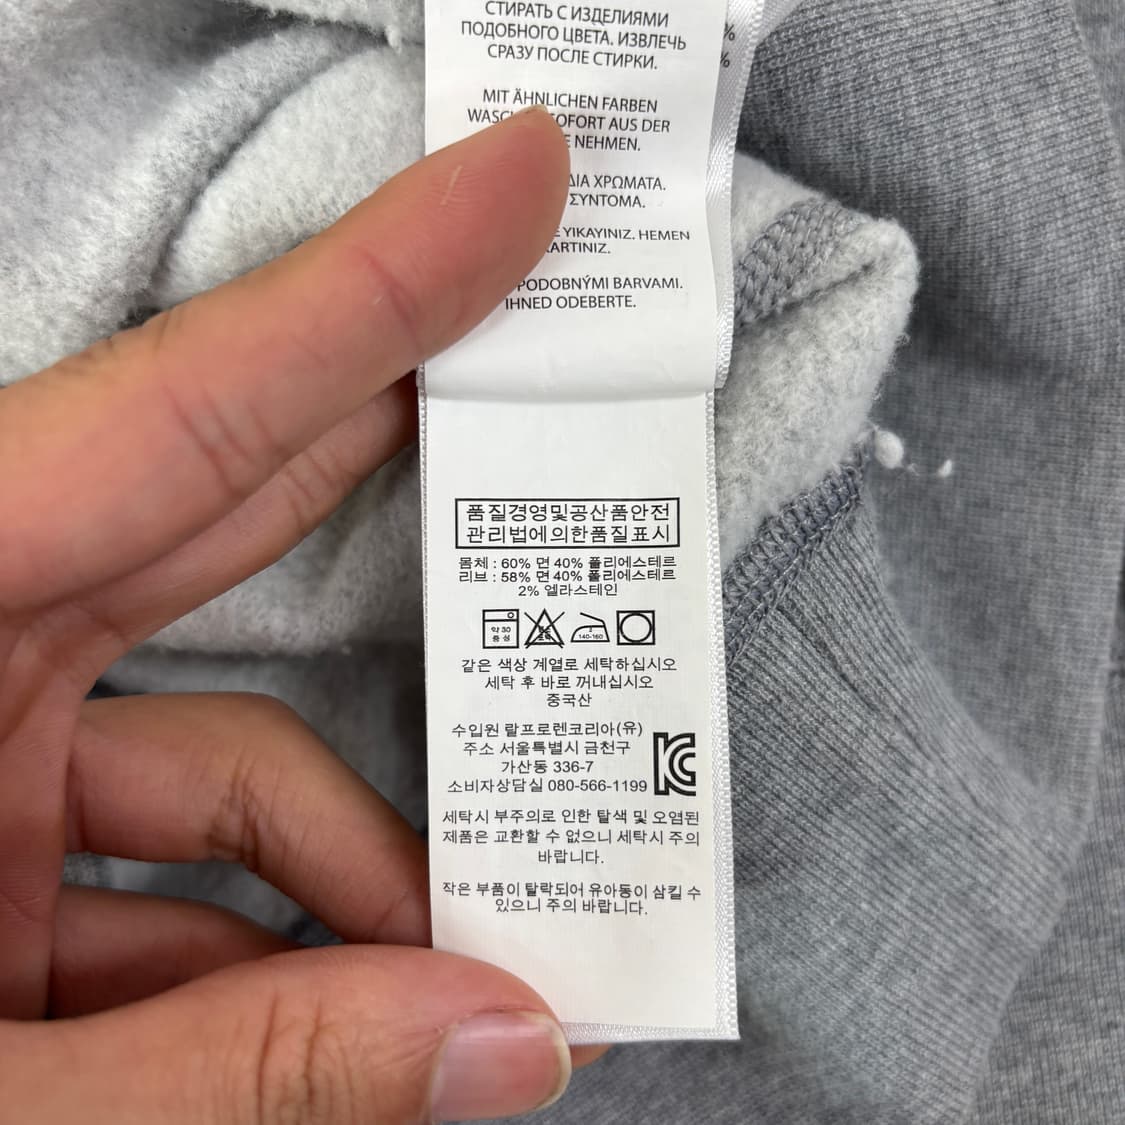 СТИРАТЬ С ИЗДЕЛИЯМИ
ПОДОБНОГО ЦВЕТА. ИЗВЛЕЧЬ
СРАЗУ ПОСЛЕ СТИРКИ.
%
%
MIT ÄHNLICHEN FARBEN
AUS DER
NEHMEN.
ΧΡΩΜΑΤΑ.
ΣΥΝΤΟΜΑ.
YIKAYINIZ. HEMEN
PODOBNÝMI BARVAMI.
IHNED ODEBERTE.
품질경영및공산품안전
관리법에의한품질표시
몸체 : 60% 면 40% 폴리에스테르
리브 : 58% 면 40% 폴리에스테르
2% 엘라스테인
약 30
중성
140-160
같은 색상 계열로 세탁하십시오
세탁 후 바로 꺼내십시오
중국산
수입원 랄프로렌코리아(유)
주소 서울특별시 금천구
가산동 336-7
소비자상담실 080-566-1199
KC
세탁시 부주의로 인한 탈색 및 오염된
제품은 교환할 수 없으니 세탁시 주의
바랍니다.
작은 부품이 탈락되어 유아동이 삼킬 수
있으니 주의 바랍니다.